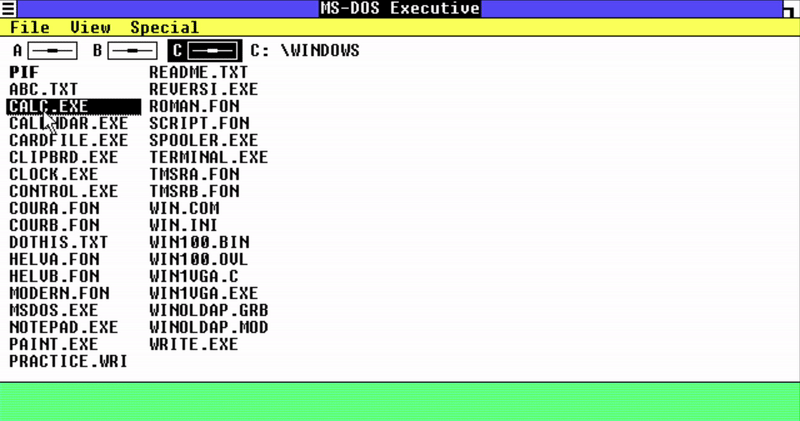 MS-DOS Executive
File View Special
A B C C: \WINDOWS
PIF README.TXT
ABC.TXT REVERSI.EXE
CALC.EXE ROMAN.FON
CALENDAR.EXE SCRIPT.FON
CARDFILE.EXE SPOOLER.EXE
CLIPBRD.EXE TERMINAL.EXE
CLOCK.EXE TMSRA.FON
CONTROL.EXE TMSRB.FON
COURA.FON WIN.COM
COURB.FON WIN.INI
DOTHIS.TXT WIN100.BIN
HELVA.FON WIN100.OVL
HELVB.FON WIN1VGA.C
MODERN.FON WIN1VGA.EXE
MSDOS.EXE WINOLDAP.GRB
NOTEPAD.EXE WINOLDAP.MOD
PAINT.EXE WRITE.EXE
PRACTICE.WRI